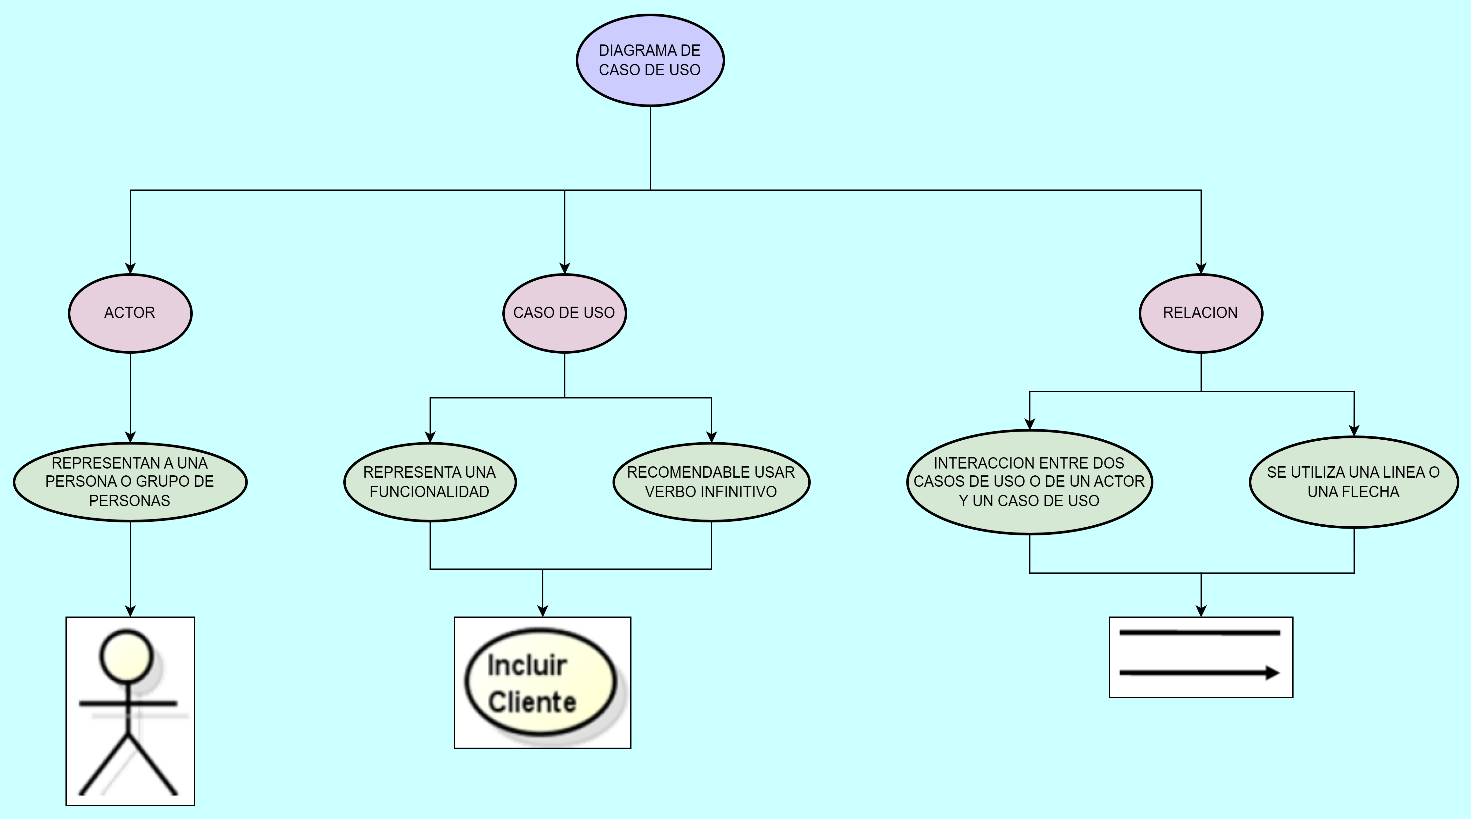 DIAGRAMA DE
CASO DE USO
ACTOR
CASO DE USO
RELACION
REPRESENTAN A UNA
PERSONA O GRUPO DE
PERSONAS
REPRESENTA UNA
FUNCIONALIDAD
RECOMENDABLE USAR
VERBO INFINITIVO
INTERACCION ENTRE DOS
CASOS DE USO O DE UN ACTOR
Y UN CASO DE USO
SE UTILIZA UNA LINEA O
UNA FLECHA
Incluir
Cliente